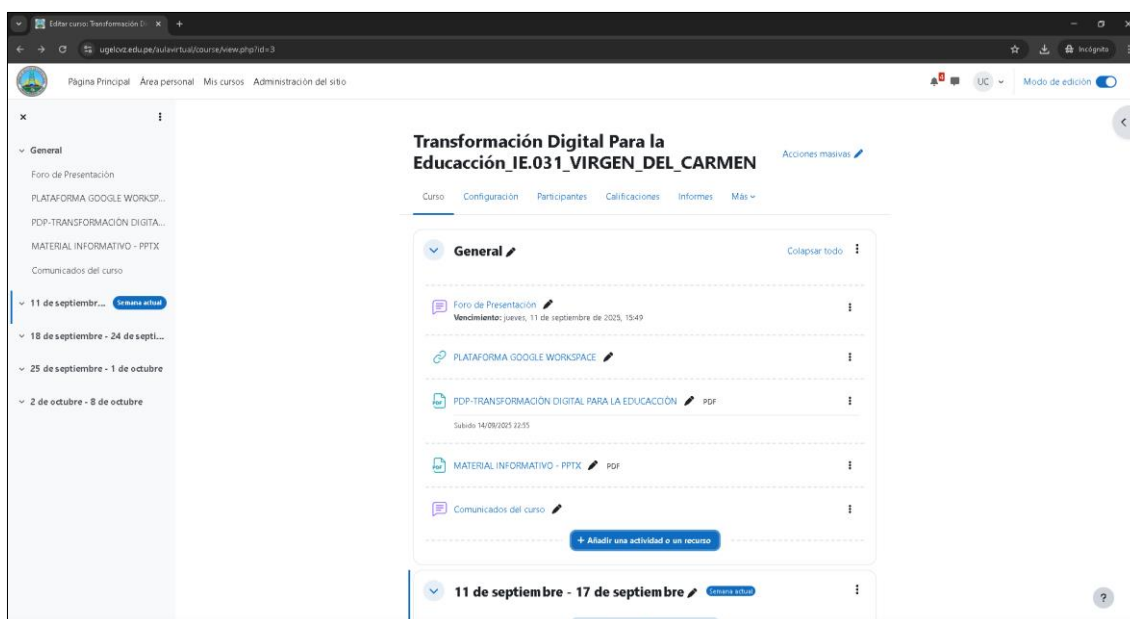 Editar curso: Transformación Di
ugelcvz.edu.pe/aulavirtual/course/view.php?id=3
Incógnito
Página Principal Área personal Mis cursos Administración del sitio
4
UC
Modo de edición
General
Foro de Presentación
PLATAFORMA GOOGLE WORKSP...
PDP-TRANSFORMACIÓN DIGITA...
MATERIAL INFORMATIVO - PPTX
Comunicados del curso
11 de septiembr... Semana actual
18 de septiembre - 24 de septi...
25 de septiembre - 1 de octubre
2 de octubre - 8 de octubre
Transformación Digital Para la
Educacción_IE.031_VIRGEN_DEL_CARMEN
Acciones masivas
Curso Configuración Participantes Calificaciones Informes Más
General
Colapsar todo
Foro de Presentación
Vencimiento: jueves, 11 de septiembre de 2025, 15:49
PLATAFORMA GOOGLE WORKSPACE
PDP-TRANSFORMACIÓN DIGITAL PARA LA EDUCACCIÓN PDF
Subido 14/09/2025 22:55
MATERIAL INFORMATIVO - PPTX PDF
Comunicados del curso
+ Añadir una actividad o un recurso
11 de septiembre - 17 de septiembre Semana actual
?